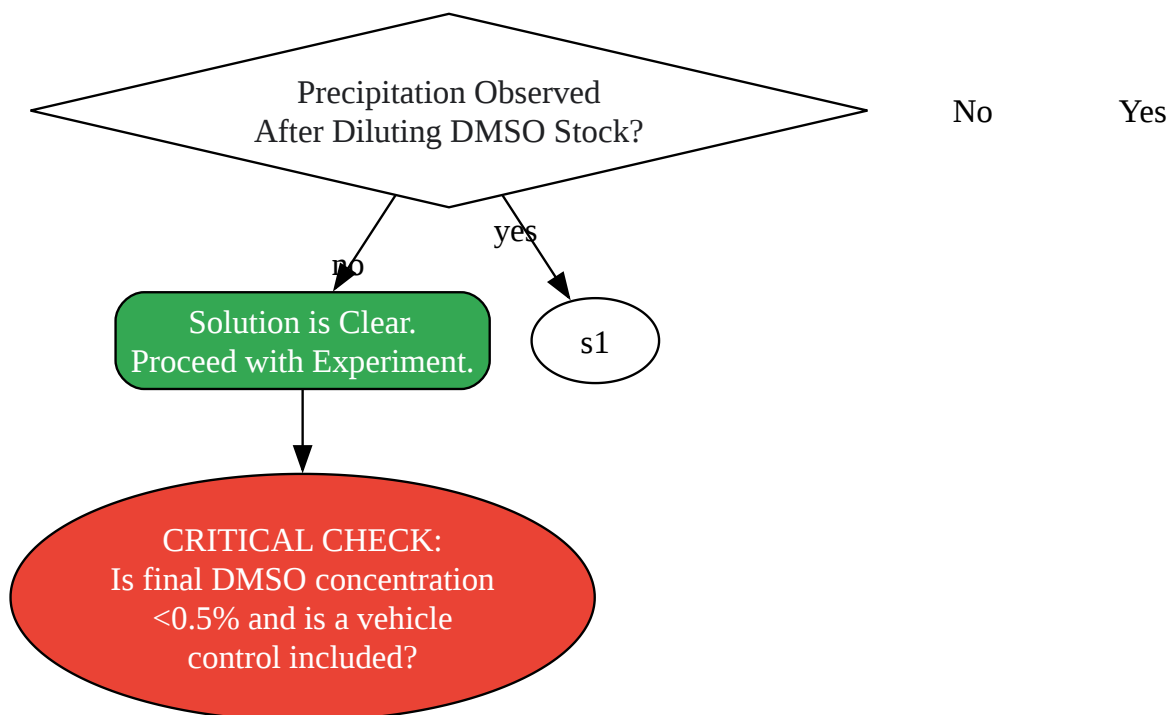 Precipitation Observed
After Diluting DMSO Stock?
No
Yes
yes
no
Solution is Clear.
Proceed with Experiment.
s1
CRITICAL CHECK:
Is final DMSO concentration
<0.5% and is a vehicle
control included?